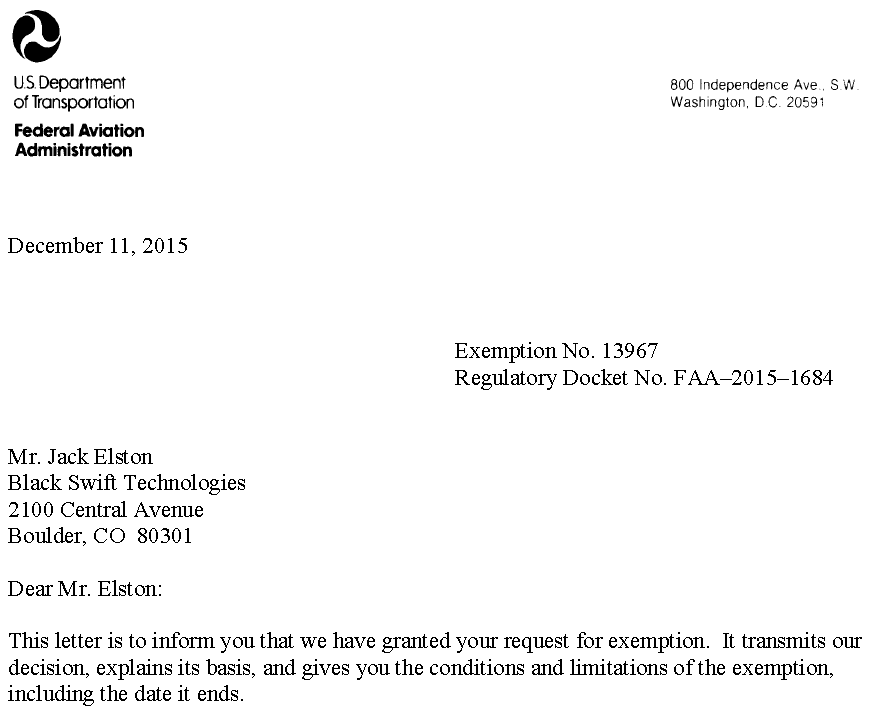 U.S. Department
of Transportation
Federal Aviation
Administration
800 Independence Ave., S.W.
Washington, D.C. 20591
December 11, 2015
Exemption No. 13967
Regulatory Docket No. FAA–2015–1684
Mr. Jack Elston
Black Swift Technologies
2100 Central Avenue
Boulder, CO  80301
Dear Mr. Elston:
This letter is to inform you that we have granted your request for exemption.  It transmits our
decision, explains its basis, and gives you the conditions and limitations of the exemption,
including the date it ends.